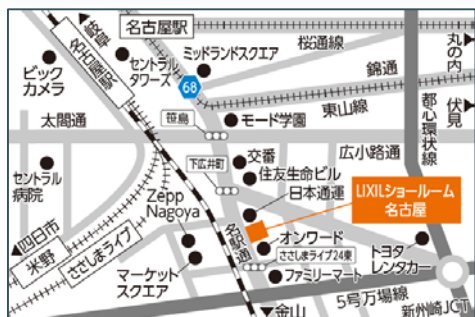 岐阜
名古屋駅
名古屋駅
ビック
カメラ
セントラル
タワーズ
ミッドランドスクエア
68
桜通線
錦通
丸の内
東山線
伏見
都心環状線
太閤通
笹島
モード学園
広小路通
下広井町
交番
住友生命ビル
日本通運
セントラル
病院
Zepp
Nagoya
LIXILショールーム
名古屋
四日市
米野
ささしまライブ
名駅通
オンワード
ささしまライブ24東
トヨタ
レンタカー
マーケット
スクエア
ファミリーマート
金山
5号万場線
新州崎JCT